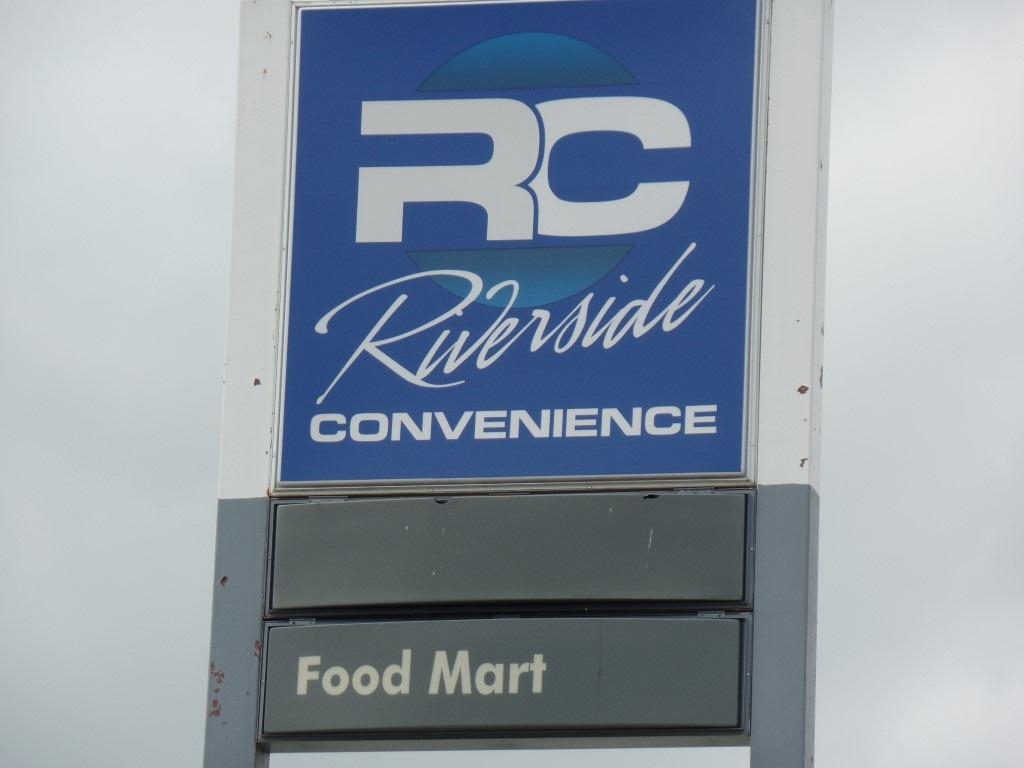 RC
Riverside
CONVENIENCE
Food Mart